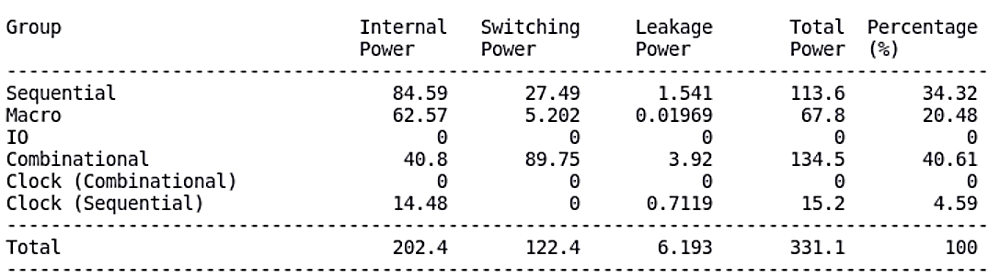 Group                           Internal   Switching       Leakage         Total  Percentage
                                Power      Power           Power           Power  (%)
-----------------------------------------------------------------------------------------
Sequential                         84.59       27.49         1.541         113.6       34.32
Macro                              62.57       5.202       0.01969          67.8       20.48
IO                                     0           0             0             0           0
Combinational                       40.8       89.75          3.92         134.5       40.61
Clock (Combinational)                  0           0             0             0           0
Clock (Sequential)                 14.48           0        0.7119          15.2        4.59
-----------------------------------------------------------------------------------------
Total                              202.4       122.4         6.193         331.1         100
-----------------------------------------------------------------------------------------